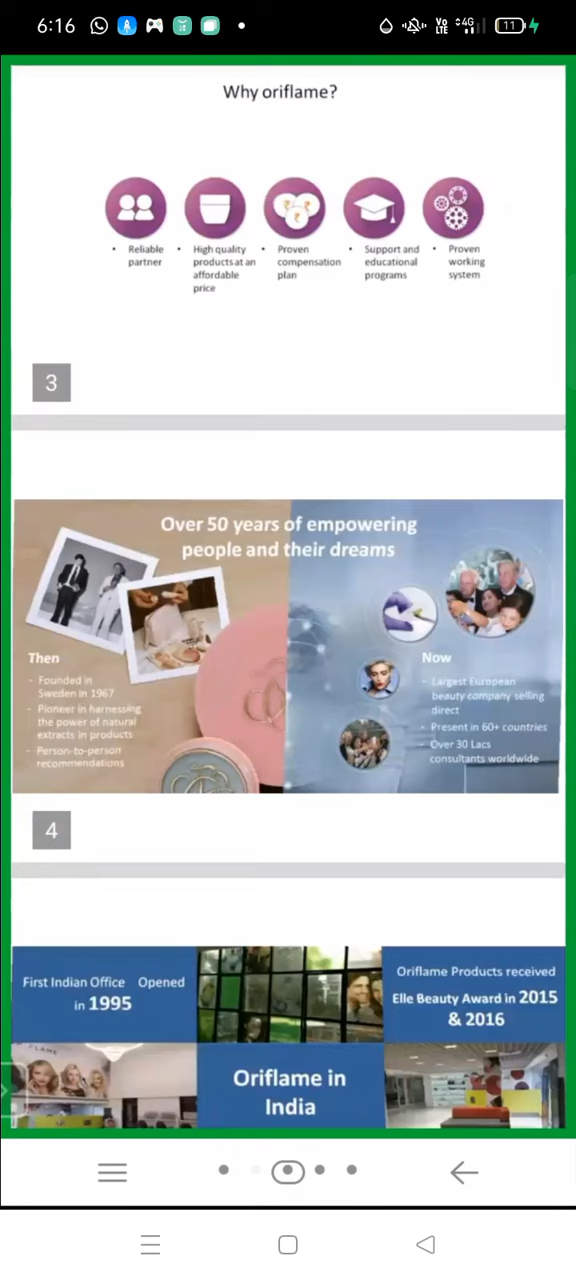 6:16
Vo
LTE
4G
11
Why oriflame?
• Reliable
partner
• High quality
products at an
affordable
price
• Proven
compensation
plan
• Support and
educational
programs
• Proven
working
system
3
Over 50 years of empowering
people and their dreams
Then
- Founded in
Sweden in 1967
- Pioneer in harnessing
the power of natural
extracts in products
- Person-to-person
recommendations
Now
- Largest European
beauty company selling
direct
- Present in 60+ countries
- Over 30 Lacs
consultants worldwide
4
First Indian Office Opened
in 1995
Oriflame Products received
Elle Beauty Award in 2015
& 2016
Oriflame in
India